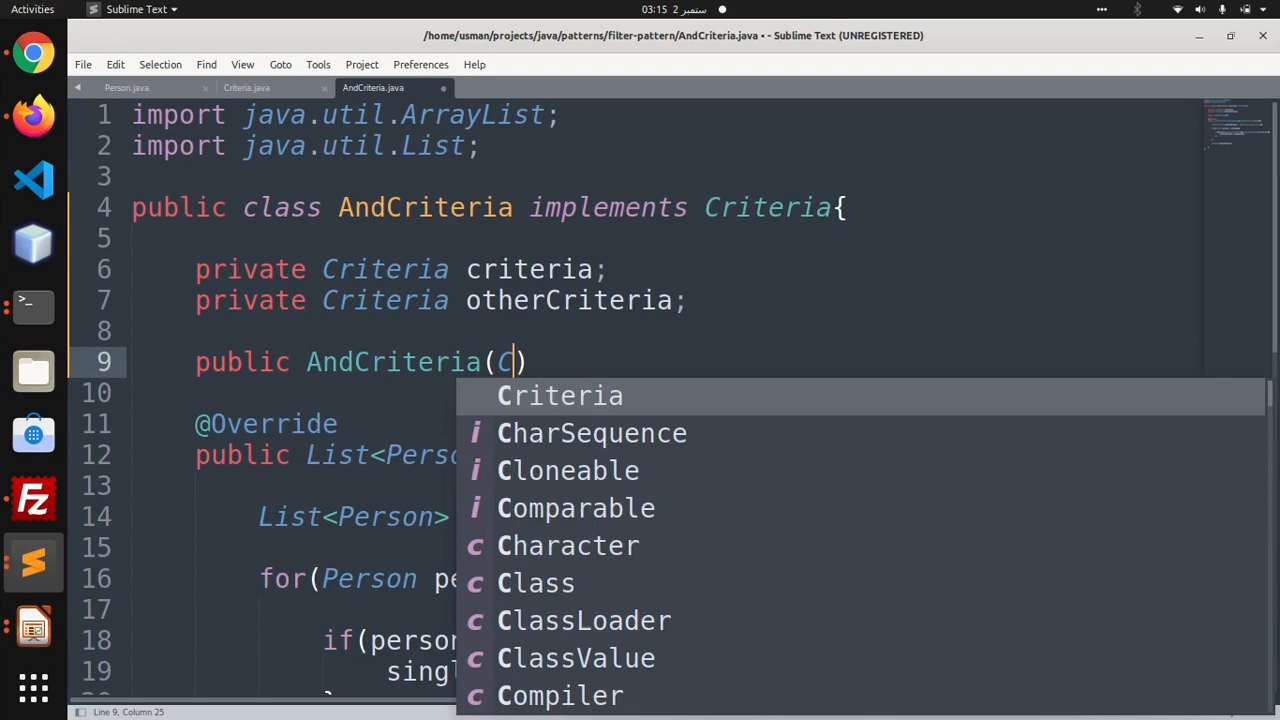 Activities Sublime Text 03:15 2 ستمبر
/home/usman/projects/java/patterns/filter-pattern/AndCriteria.java • - Sublime Text (UNREGISTERED)
File Edit Selection Find View Goto Tools Project Preferences Help
Person.java Criteria.java AndCriteria.java
1 import java.util.ArrayList;
2 import java.util.List;
3
4 public class AndCriteria implements Criteria{
5
6 private Criteria criteria;
7 private Criteria otherCriteria;
8
9 public AndCriteria(C)
10
Criteria
11 @Override
i CharSequence
12 public List<Perso
i Cloneable
13
14 List<Person>
i Comparable
15
c Character
16 for(Person pe
c Class
17
c ClassLoader
18 if(person
c ClassValue
19 singl
c Compiler
20 }
Line 9, Column 25